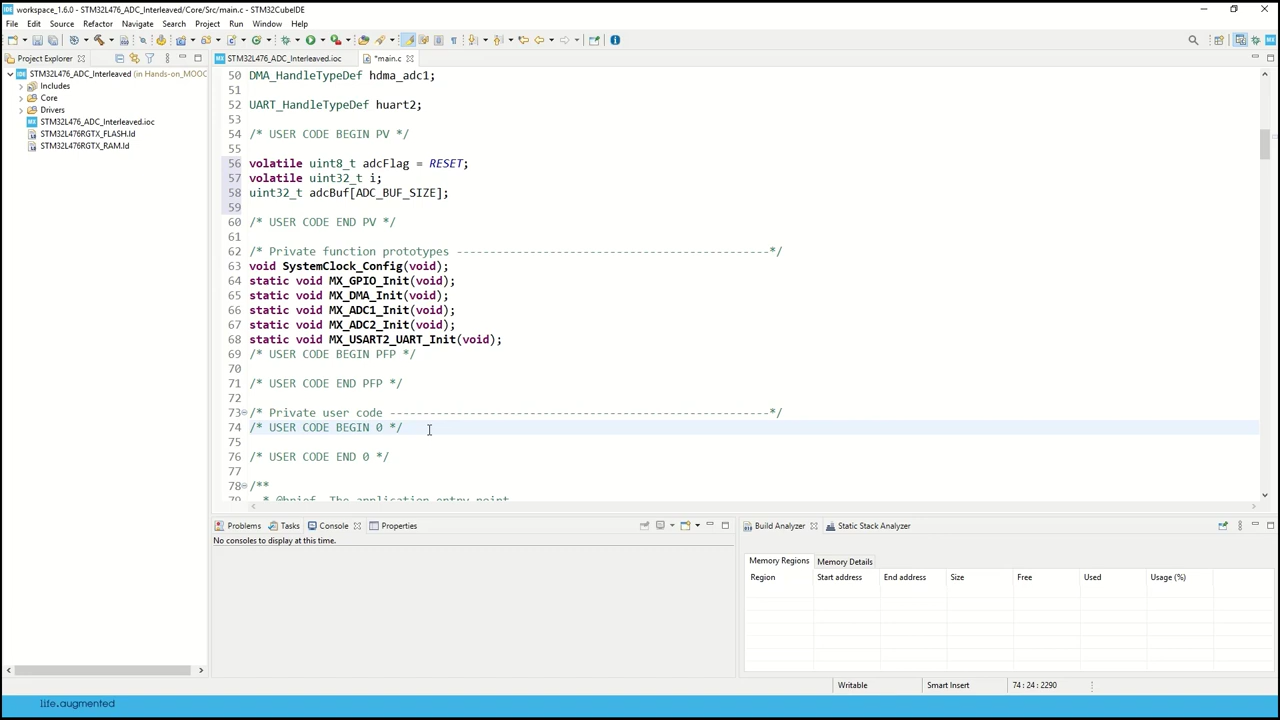 workspace_1.6.0 - STM32L476_ADC_Interleaved/Core/Src/main.c - STM32CubeIDE
File Edit Source Refactor Navigate Search Project Run Window Help
Project Explorer
STM32L476_ADC_Interleaved.ioc
*main.c
STM32L476_ADC_Interleaved (in Hands-on_MOOC
Includes
Core
Drivers
STM32L476_ADC_Interleaved.ioc
STM32L476RGTX_FLASH.ld
STM32L476RGTX_RAM.ld
50 DMA_HandleTypeDef hdma_adc1;
51
52 UART_HandleTypeDef huart2;
53
54 /* USER CODE BEGIN PV */
55
56 volatile uint8_t adcFlag = RESET;
57 volatile uint32_t i;
58 uint32_t adcBuf[ADC_BUF_SIZE];
59
60 /* USER CODE END PV */
61
62 /* Private function prototypes -----------------------------------------------*/
63 void SystemClock_Config(void);
64 static void MX_GPIO_Init(void);
65 static void MX_DMA_Init(void);
66 static void MX_ADC1_Init(void);
67 static void MX_ADC2_Init(void);
68 static void MX_USART2_UART_Init(void);
69 /* USER CODE BEGIN PFP */
70
71 /* USER CODE END PFP */
72
73 /* Private user code ---------------------------------------------------------*/
74 /* USER CODE BEGIN 0 */
75
76 /* USER CODE END 0 */
77
78 /**
79 * @brief The application entry point
Problems Tasks Console Properties
No consoles to display at this time.
Build Analyzer Static Stack Analyzer
Memory Regions Memory Details
Region Start address End address Size Free Used Usage (%)
Writable Smart Insert 74 : 24 : 2290
life.augmented